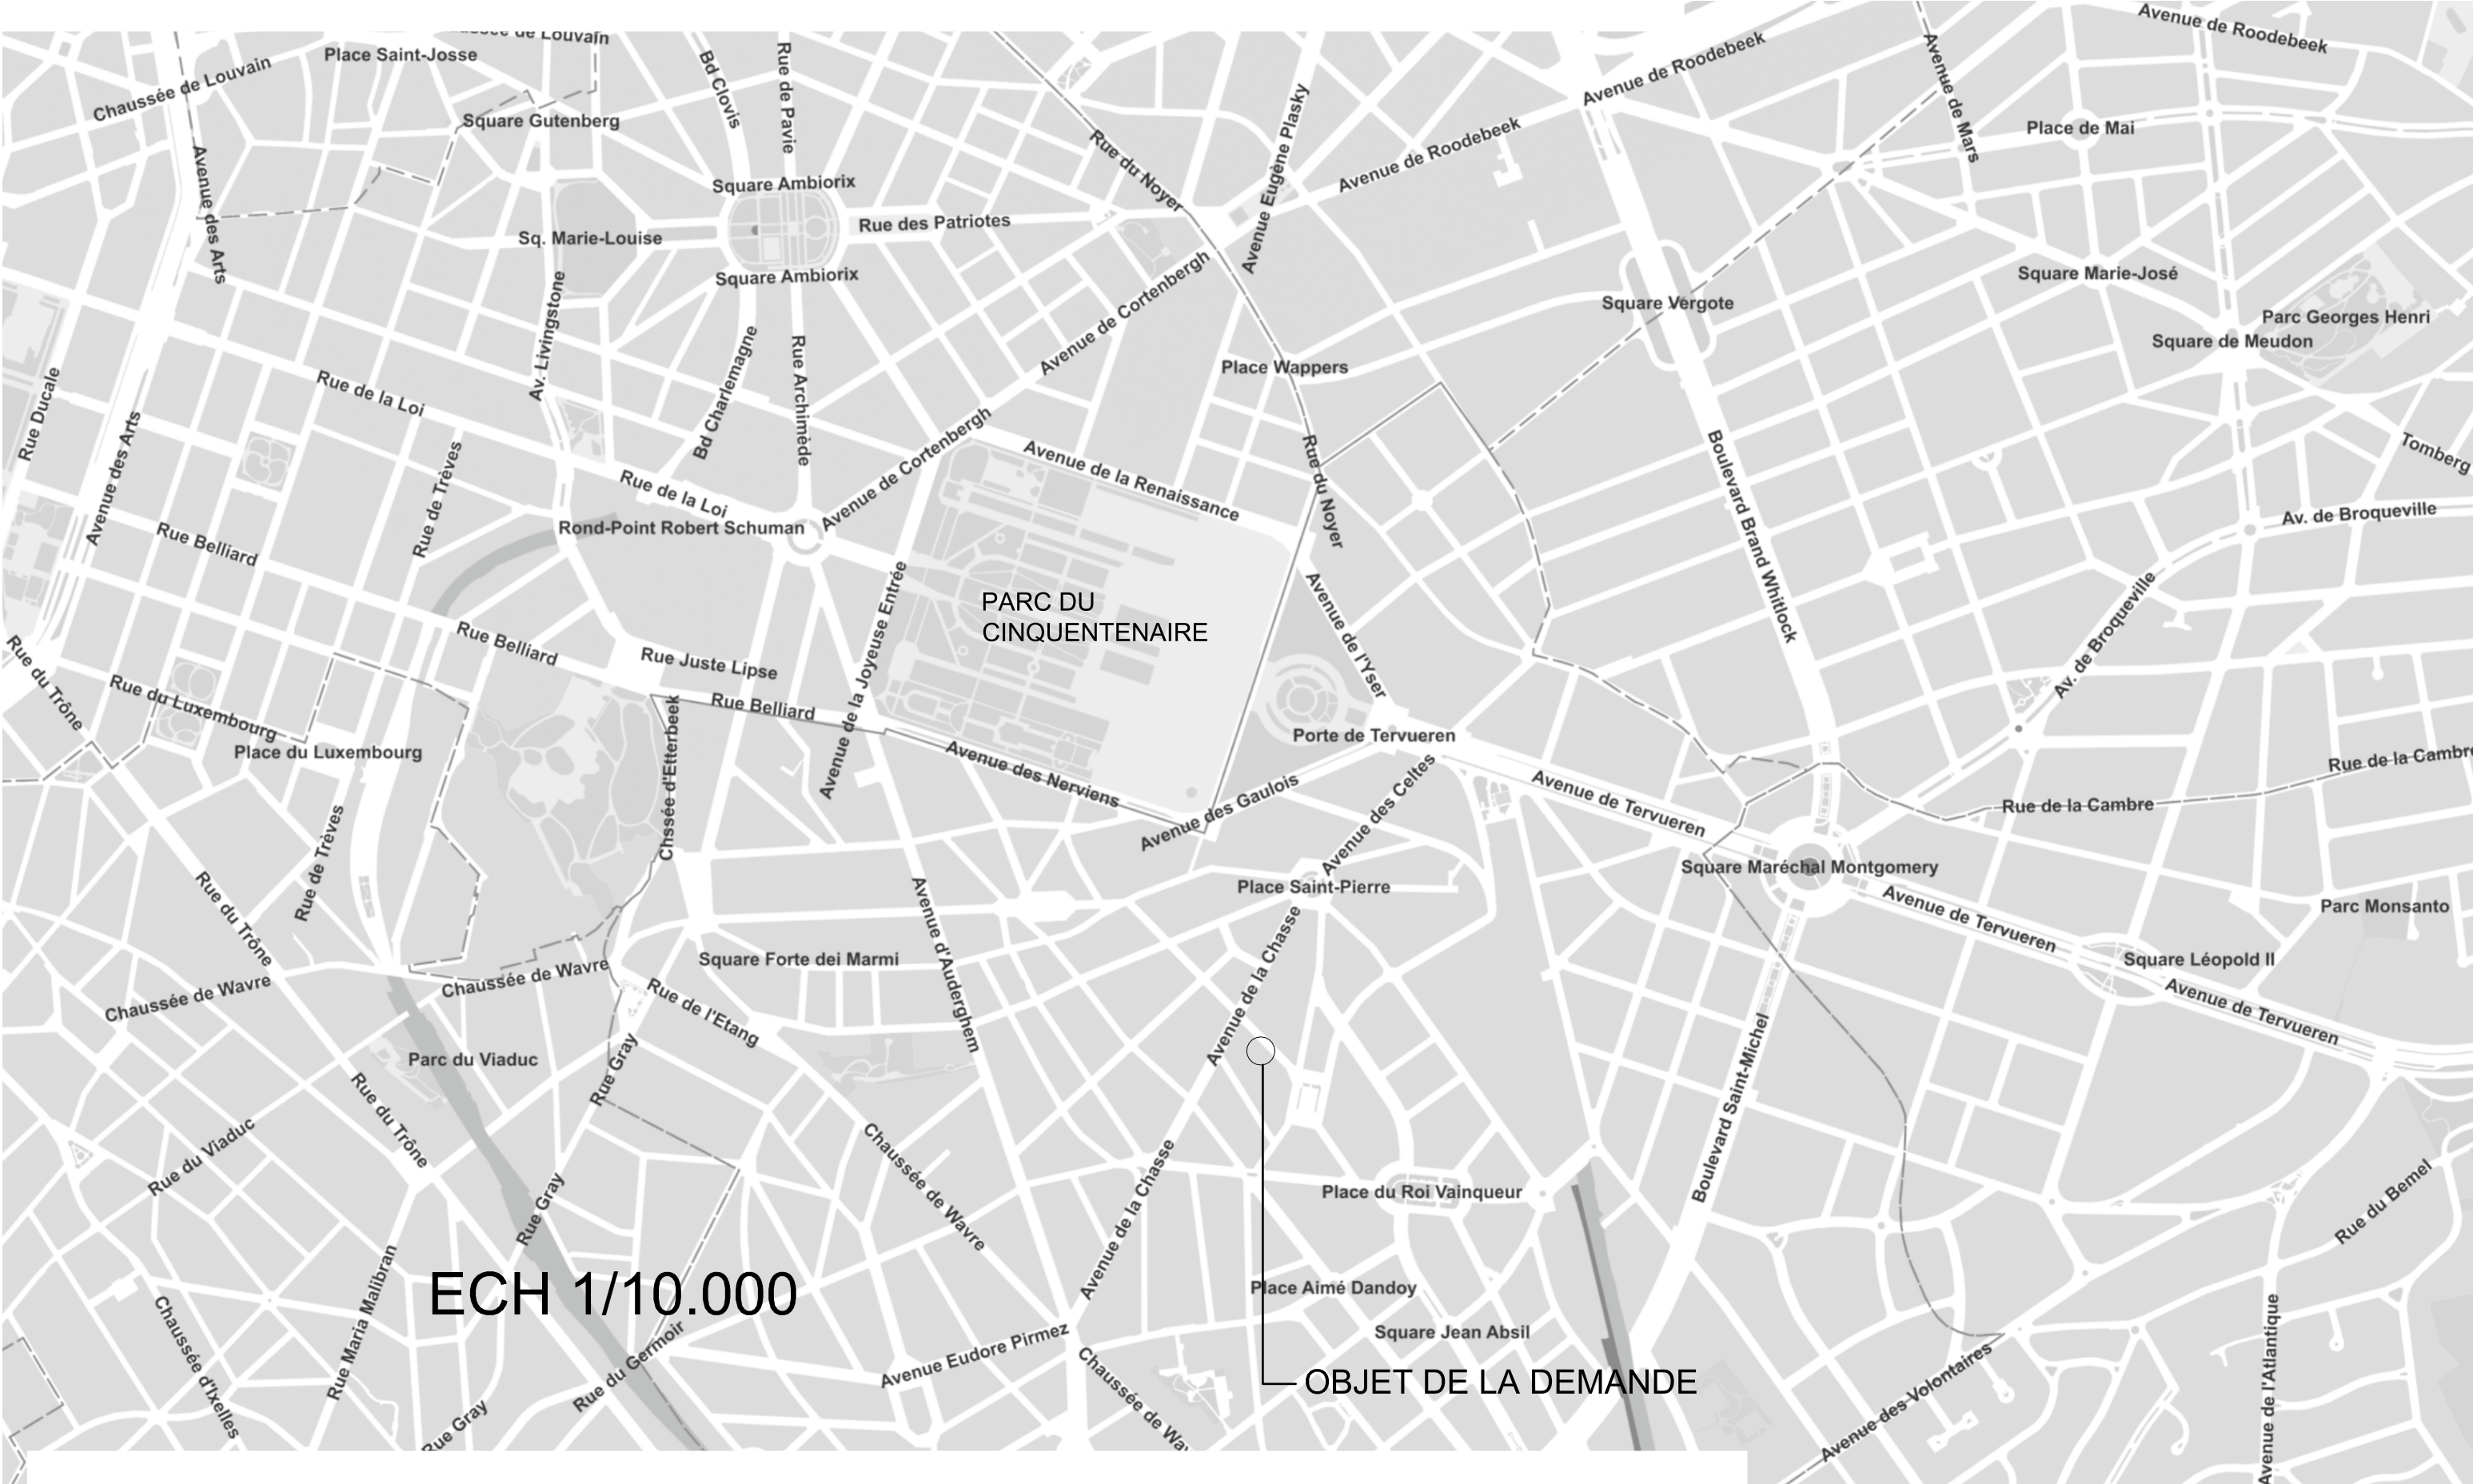 Avenue de Roodebeek
Avenue de Roodebeek
Chaussée de Louvain
Place Saint-Josse
de Louvain
Bd Clovis
Rue de Pavie
Avenue de Roodebeek
Avenue de Mars
Square Gutenberg
Rue du Noyer
Avenue Eugène Plasky
Place de Mai
Avenue des Arts
Square Ambiorix
Rue des Patriotes
Sq. Marie-Louise
Square Ambiorix
Avenue de Cortenbergh
Square Marie-José
Square Vergote
Parc Georges Henri
Square de Meudon
Av. Livingstone
Bd Charlemagne
Rue Archimède
Place Wappers
Rue Ducale
Rue de la Loi
Avenue des Arts
Rue de Trèves
Rue de la Loi
Avenue de Cortenbergh
Avenue de la Renaissance
Rue du Noyer
Boulevard Brand Whitlock
Tomberg
Av. de Broqueville
Rond-Point Robert Schuman
Rue Belliard
PARC DU
CINQUENTENAIRE
Avenue de la Joyeuse Entrée
Avenue de l'Yser
Av. de Broqueville
Rue Belliard
Rue Juste Lipse
Rue Belliard
Rue du Trône
Rue du Luxembourg
Place du Luxembourg
Chssée d'Etterbeek
Avenue des Nerviens
Porte de Tervueren
Avenue des Gaulois
Avenue des Celtes
Avenue de Tervueren
Rue de la Cambre
Rue de la Cambre
Rue de Trèves
Rue du Trône
Place Saint-Pierre
Square Maréchal Montgomery
Avenue de Tervueren
Parc Monsanto
Avenue d'Auderghem
Avenue de la Chasse
Square Forte dei Marmi
Square Léopold II
Avenue de Tervueren
Chaussée de Wavre
Chaussée de Wavre
Rue de l'Etang
Parc du Viaduc
Rue Gray
Rue du Trône
Rue du Viaduc
Chaussée de Wavre
Avenue de la Chasse
Boulevard Saint-Michel
Place du Roi Vainqueur
Rue du Bemel
Rue Gray
Rue Maria Malibran
ECH 1/10.000
Place Aimé Dandoy
Square Jean Absil
Chaussée d'Ixelles
Rue du Germoir
Rue Gray
Avenue Eudore Pirmez
Chaussée de Wav
OBJET DE LA DEMANDE
Avenue des Volontaires
Avenue de l'Atlantique